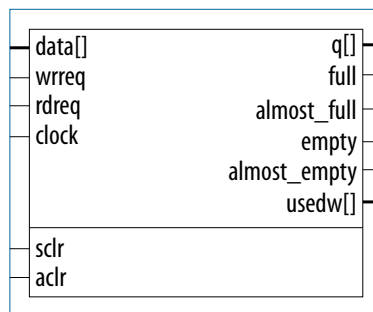 data[]
wrreq
rdreq
clock
q[]
full
almost_full
empty
almost_empty
usedw[]
sclr
aclr